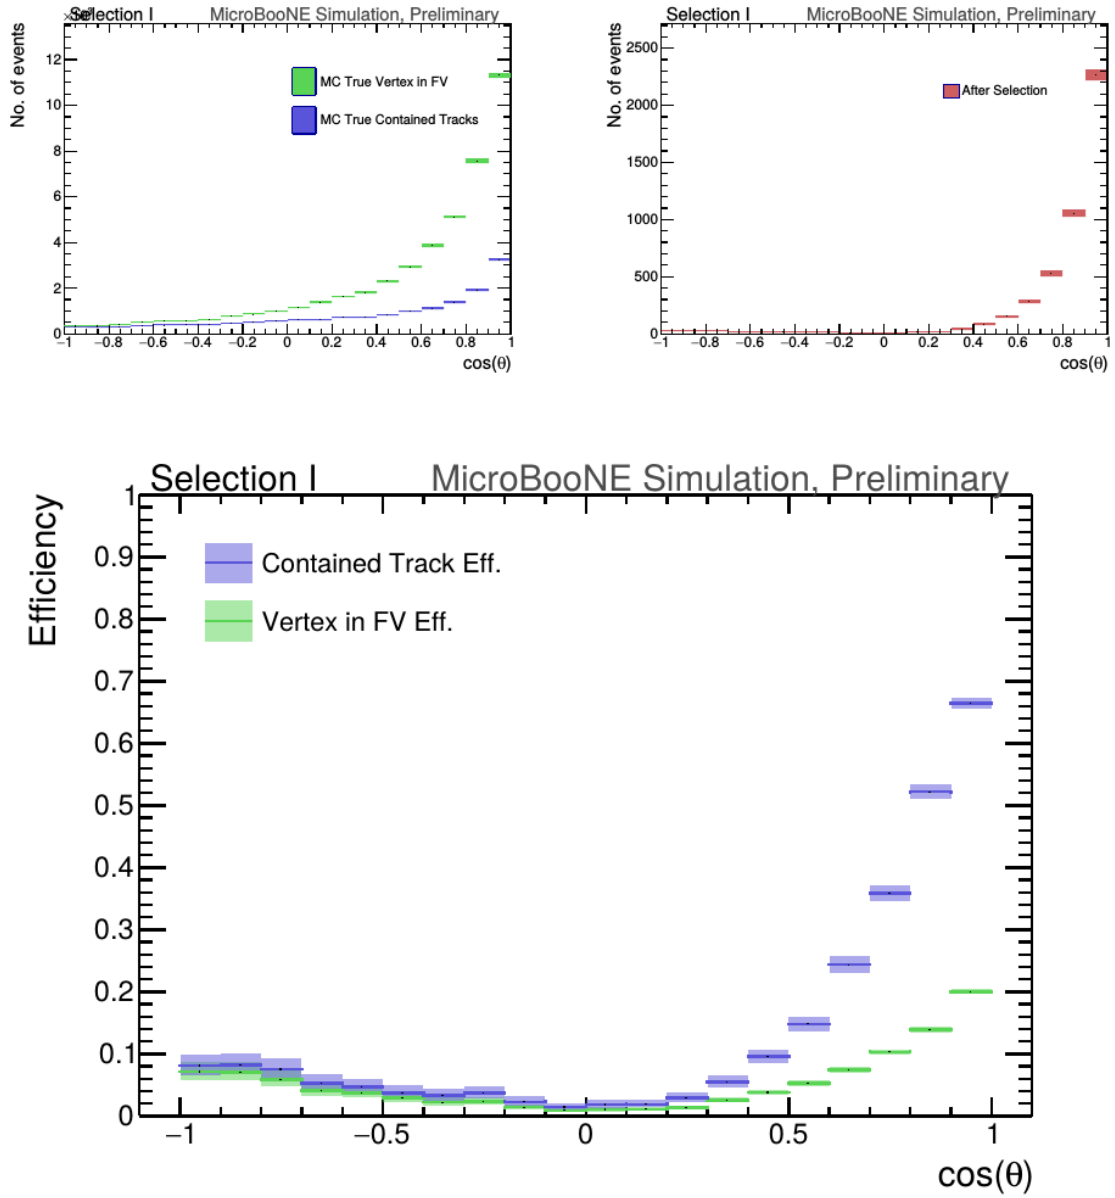 Selection I
MicroBooNE Simulation, Preliminary
No. of events
12
10
8
6
4
2
0
MC True Vertex in FV
MC True Contained Tracks
−1 −0.8 −0.6 −0.4 −0.2 0 0.2 0.4 0.6 0.8 1
cos(θ)
Selection I
MicroBooNE Simulation, Preliminary
No. of events
2500
2000
1500
1000
500
0
After Selection
−1 −0.8 −0.6 −0.4 −0.2 0 0.2 0.4 0.6 0.8 1
cos(θ)
Selection I
MicroBooNE Simulation, Preliminary
Efficiency
1
0.9
0.8
0.7
0.6
0.5
0.4
0.3
0.2
0.1
0
Contained Track Eff.
Vertex in FV Eff.
−1 −0.5 0 0.5 1
cos(θ)